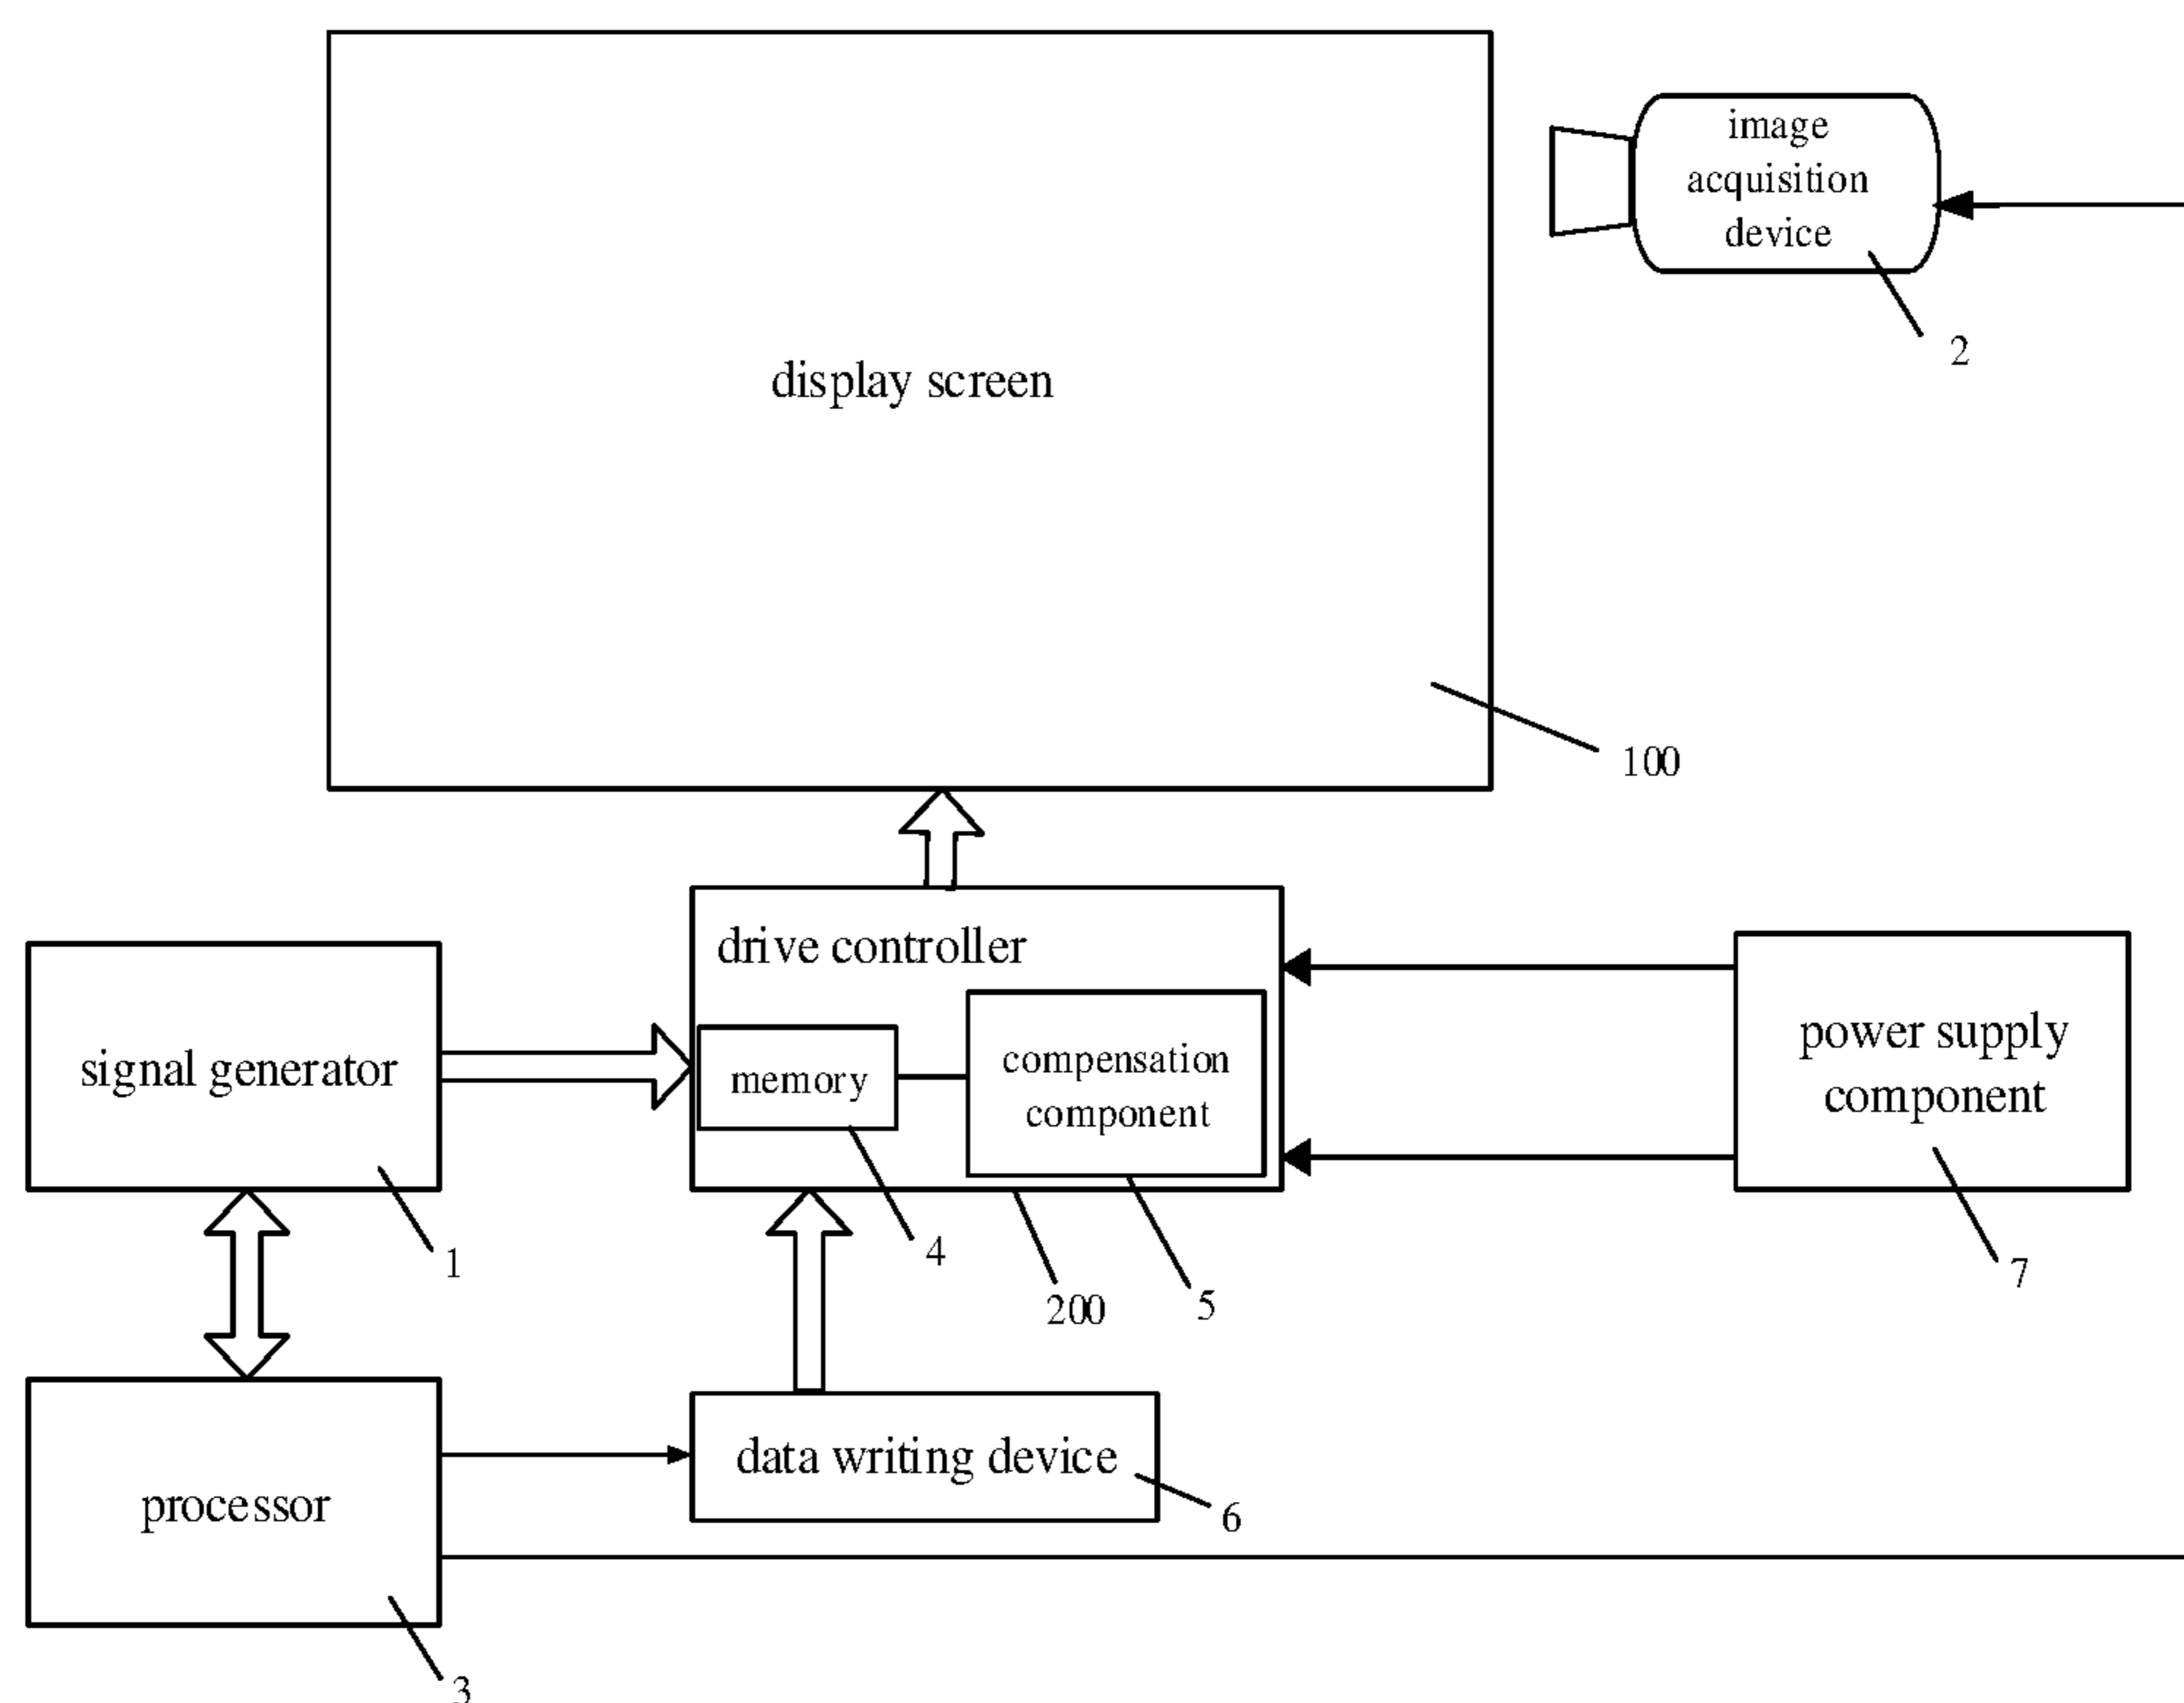 image
acquisition
device
2
display screen
100
drive controller
signal generator
memory
compensation
component
power supply
component
1
4
200
5
7
data writing device
6
processor
3